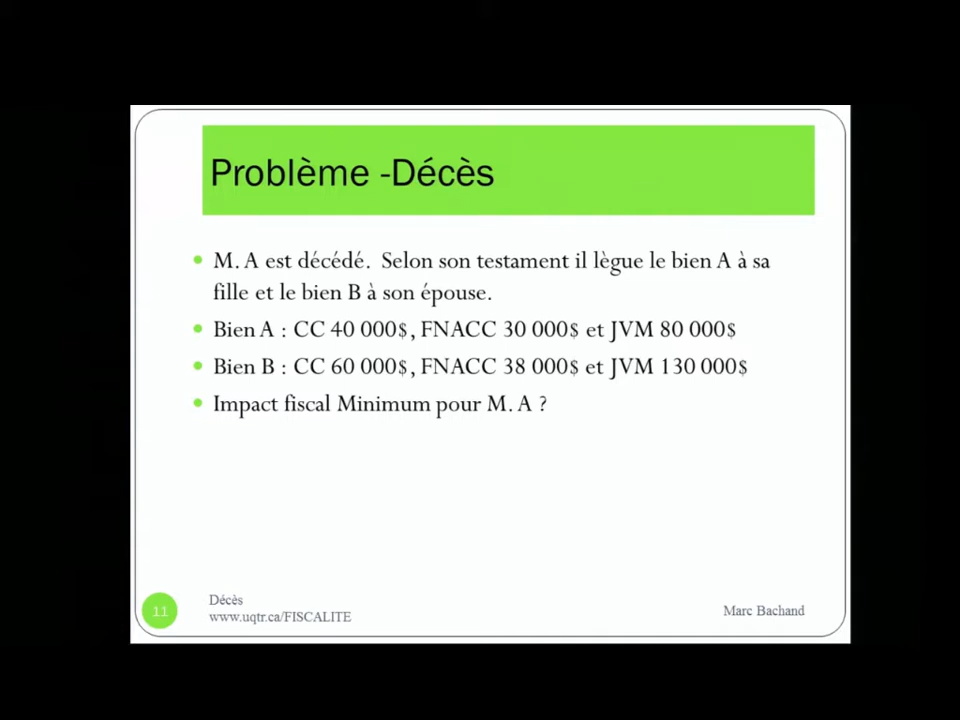 Problème -Décès
M. A est décédé. Selon son testament il lègue le bien A à sa
fille et le bien B à son épouse.
Bien A : CC 40 000$, FNACC 30 000$ et JVM 80 000$
Bien B : CC 60 000$, FNACC 38 000$ et JVM 130 000$
Impact fiscal Minimum pour M. A ?
11
Décès
www.uqtr.ca/FISCALITE
Marc Bachand